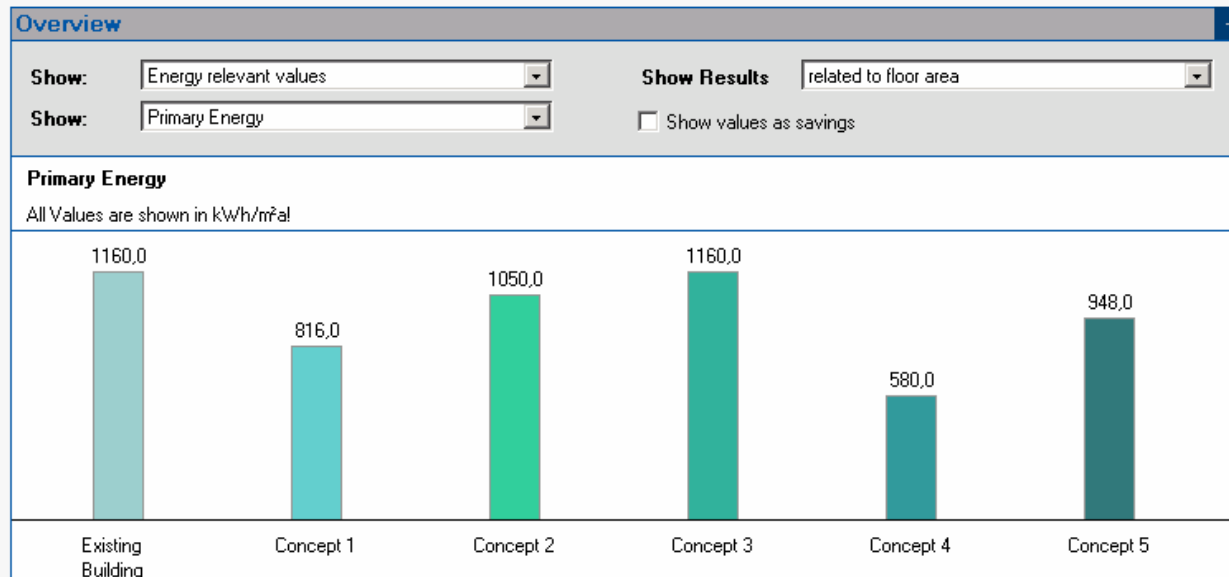 Overview
Show: Energy relevant values Show Results related to floor area
Show: Primary Energy Show values as savings
Primary Energy
All Values are shown in kWh/m²a!
1160,0 816,0 1050,0 1160,0 580,0 948,0
Existing Building Concept 1 Concept 2 Concept 3 Concept 4 Concept 5